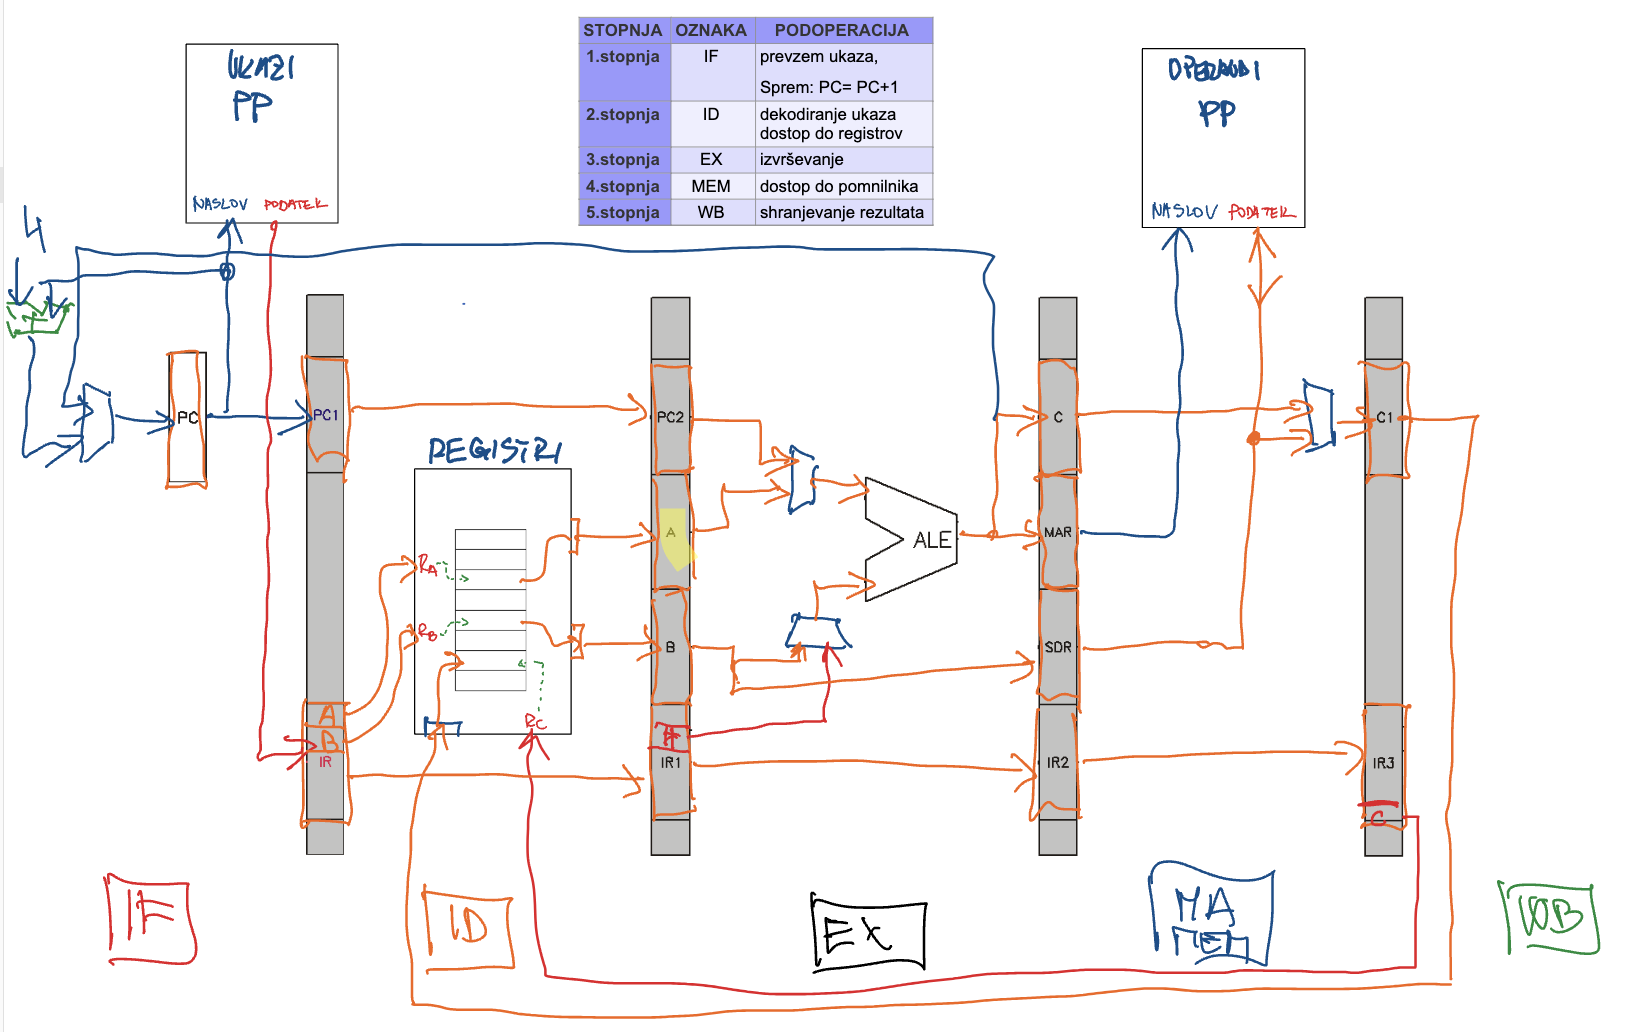 STOPNJA OZNAKA PODOPERACIJA
1.stopnja IF prevzem ukaza,
Sprem: PC= PC+1
2.stopnja ID dekodiranje ukaza
dostop do registrov
3.stopnja EX izvrševanje
4.stopnja MEM dostop do pomnilnika
5.stopnja WB shranjevanje rezultata
UKAZI
PP
NASLOV PODATEK
OPERANDI
PP
NASLOV PODATEK
4
+
PC
PC1
PC2
C
C1
REGISTRI
A
ALE
MAR
RA
RB
B
SDR
A
B
IR
RC
IR1
IR2
IR3
C
IF
ID
EX
MA
MEM
WB